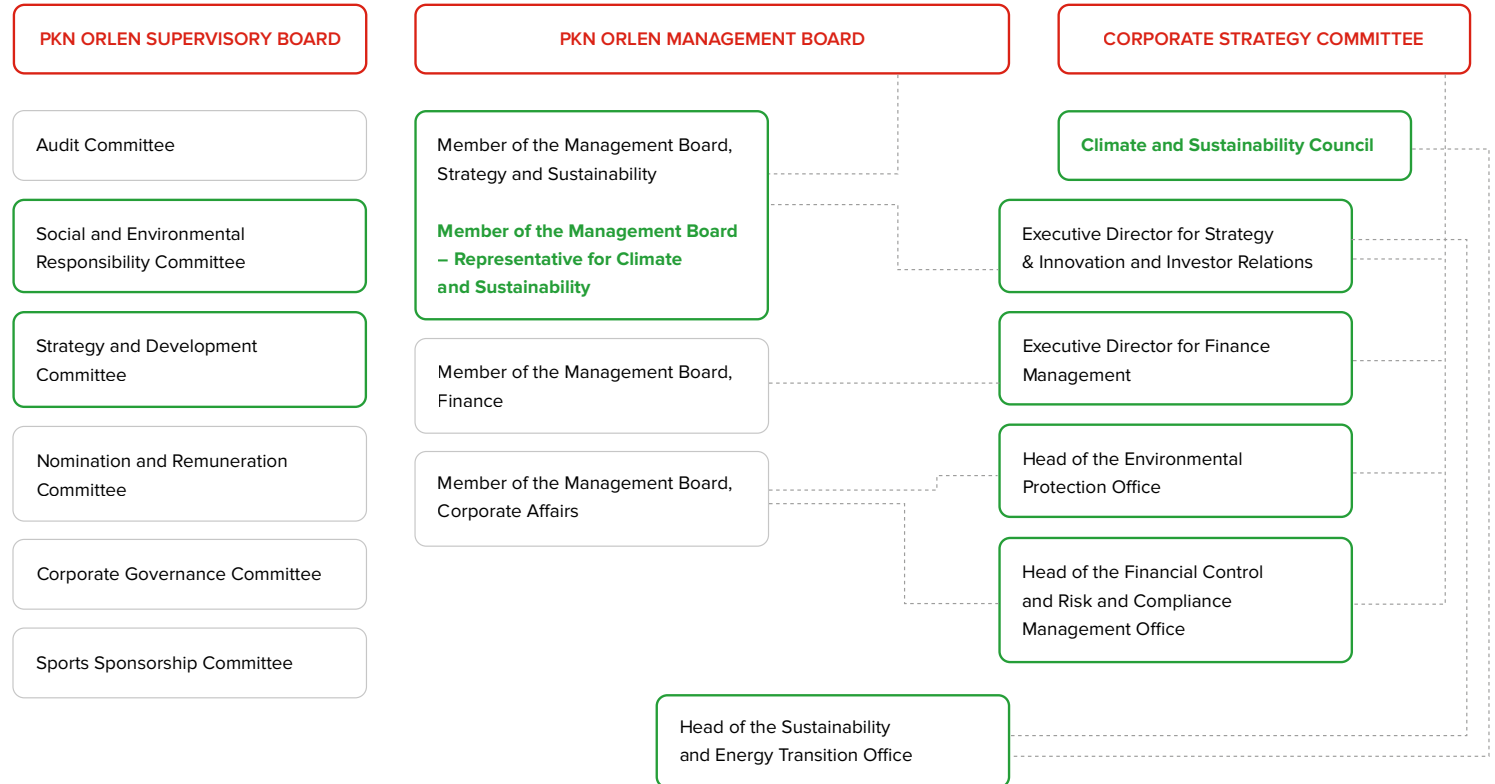 PKN ORLEN SUPERVISORY BOARD
Audit Committee
Social and Environmental
Responsibility Committee
Strategy and Development
Committee
Nomination and Remuneration
Committee
Corporate Governance Committee
Sports Sponsorship Committee
PKN ORLEN MANAGEMENT BOARD
Member of the Management Board,
Strategy and Sustainability
Member of the Management Board
– Representative for Climate
and Sustainability
Member of the Management Board,
Finance
Member of the Management Board,
Corporate Affairs
CORPORATE STRATEGY COMMITTEE
Climate and Sustainability Council
Executive Director for Strategy
& Innovation and Investor Relations
Executive Director for Finance
Management
Head of the Environmental
Protection Office
Head of the Financial Control
and Risk and Compliance
Management Office
Head of the Sustainability
and Energy Transition Office